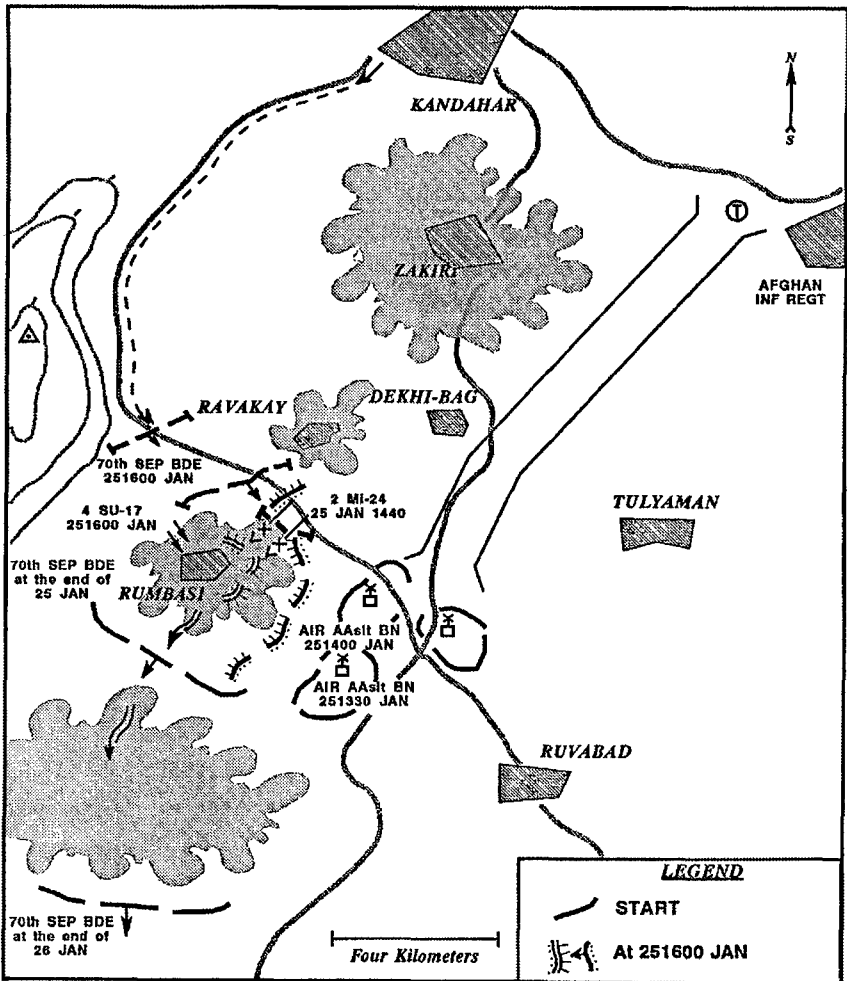 KANDAHAR
N
S
T
ZAKIRI
AFGHAN
INF REGT
RAVAKAY
DEKHI-BAG
70th SEP BDE
251600 JAN
4 SU-17
251600 JAN
2 MI-24
25 JAN 1440
TULYAMAN
70th SEP BDE
at the end of
25 JAN
RUMBASI
AIR AAslt BN
251400 JAN
AIR AAslt BN
251330 JAN
RUVABAD
70th SEP BDE
at the end of
26 JAN
Four Kilometers
LEGEND
START
At 251600 JAN